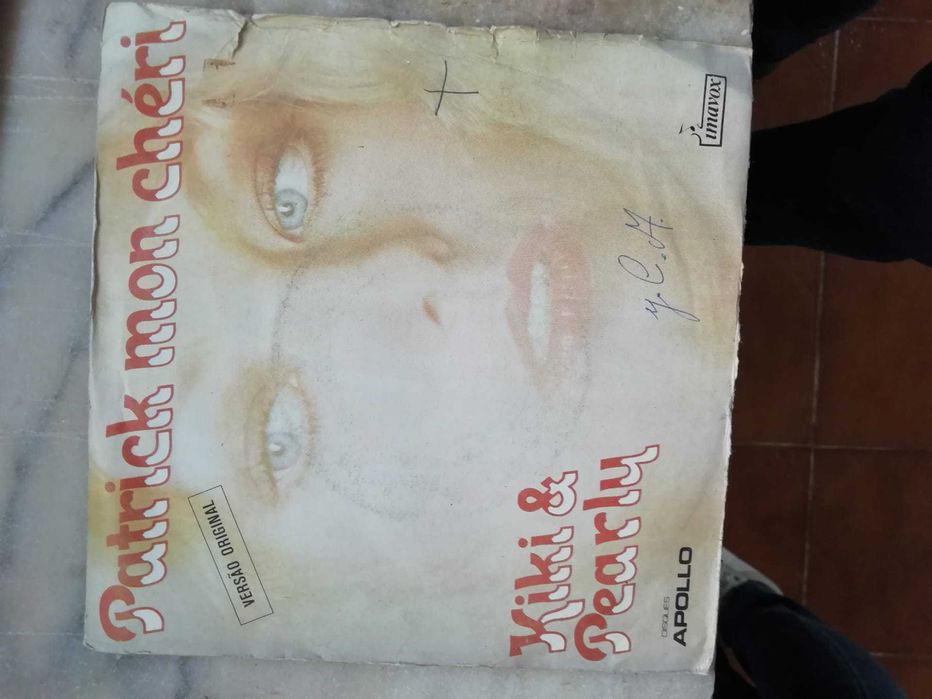 Patrick mon chéri
VERSÃO ORIGINAL
Kiki &
Pearly
DISQUES
APOLLO
y. C. M.
imavox